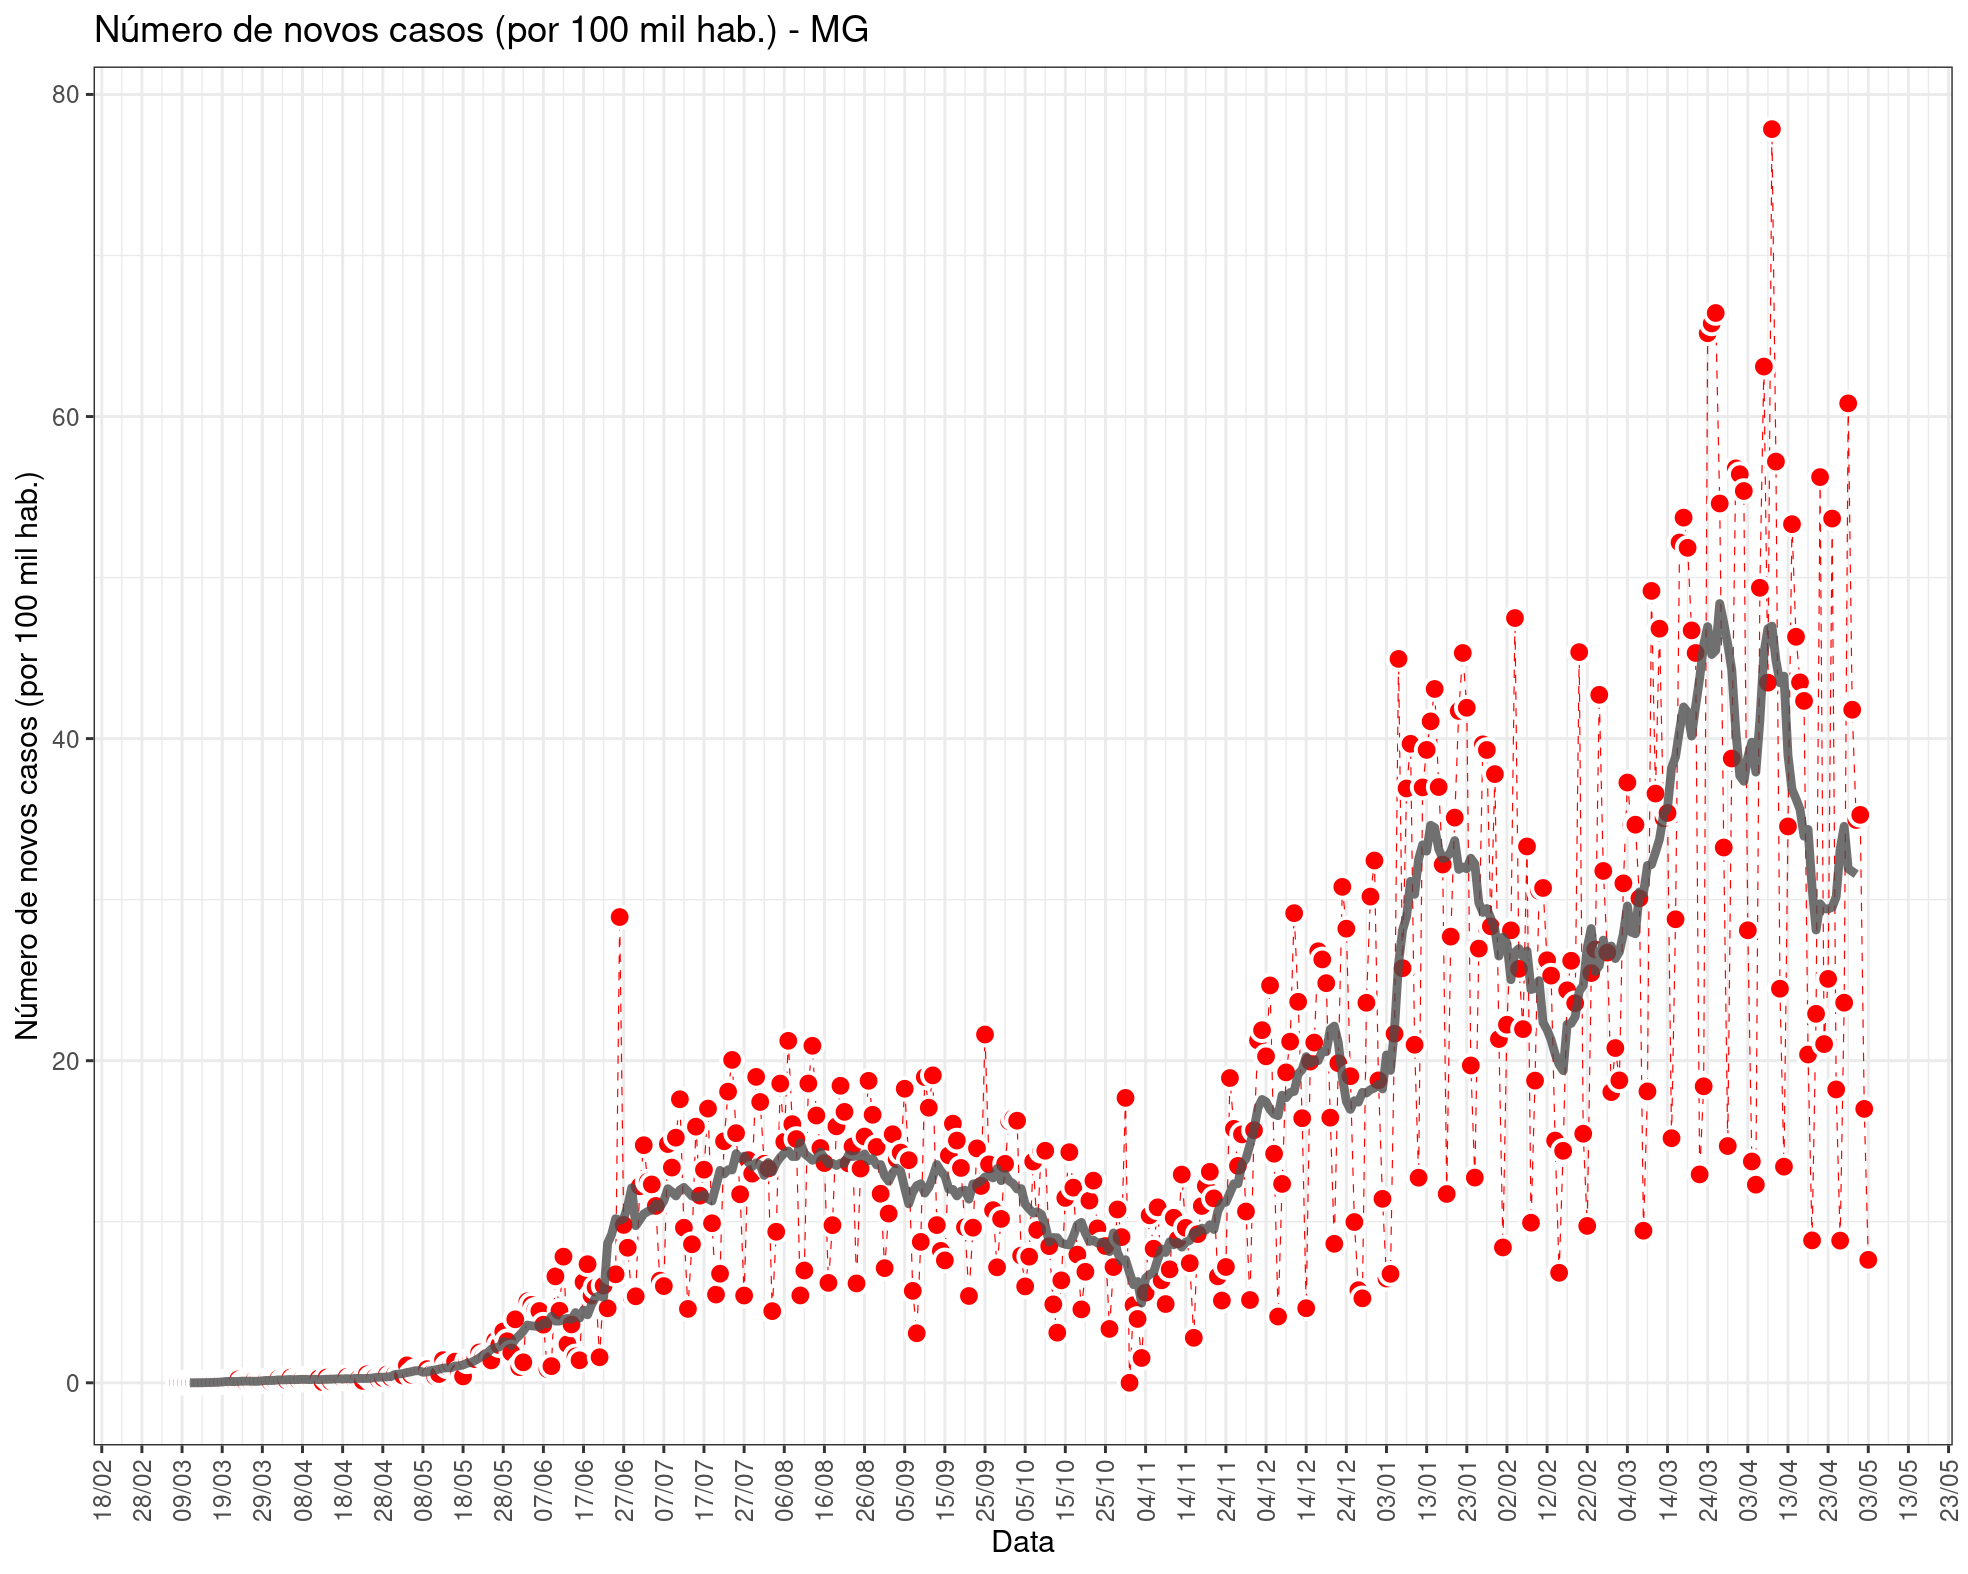 Número de novos casos (por 100 mil hab.) - MG
Número de novos casos (por 100 mil hab.)
80
60
40
20
0
18/02 28/02 09/03 19/03 29/03 08/04 18/04 28/04 08/05 18/05 28/05 07/06 17/06 27/06 07/07 17/07 27/07 06/08 16/08 26/08 05/09 15/09 25/09 05/10 15/10 25/10 04/11 14/11 24/11 04/12 14/12 24/12 03/01 13/01 23/01 02/02 12/02 22/02 04/03 14/03 24/03 03/04 13/04 23/04 03/05 13/05 23/05
Data